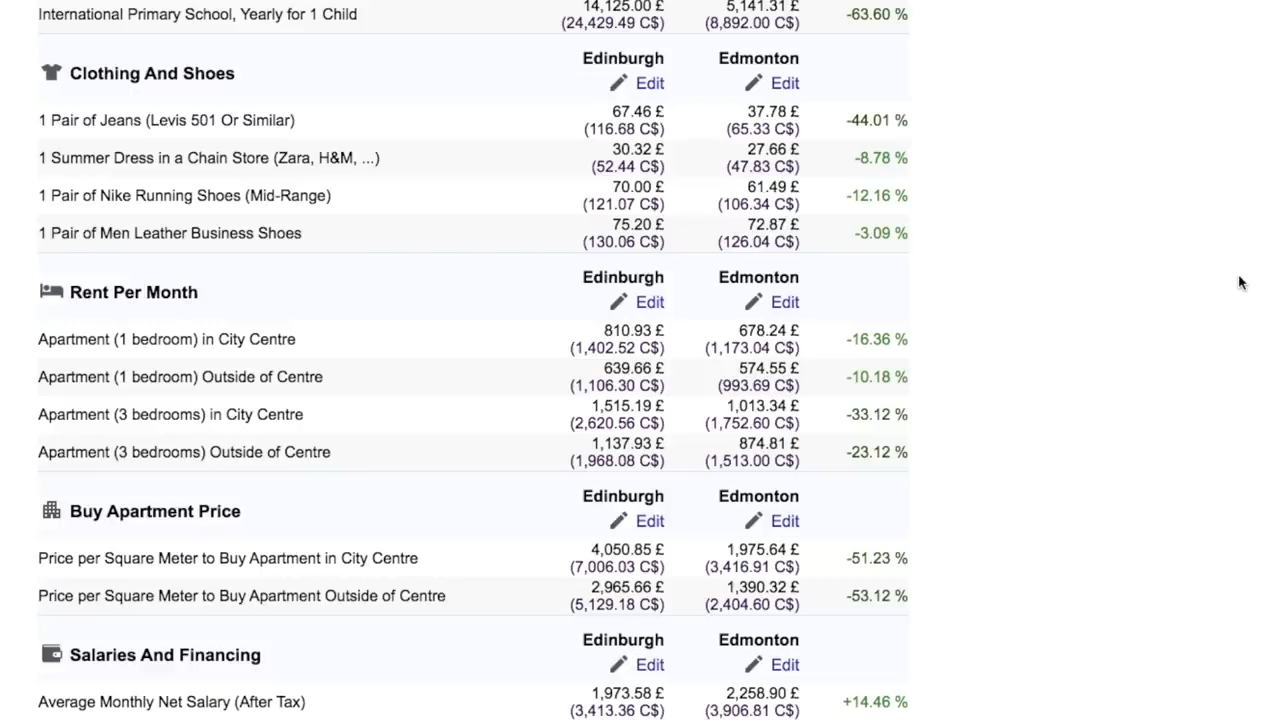 International Primary School, Yearly for 1 Child 14,125.00 £ 5,141.31 £ -63.60 %
(24,429.49 C$) (8,892.00 C$)
Edinburgh Edmonton
Clothing And Shoes
Edit Edit
1 Pair of Jeans (Levis 501 Or Similar) 67.46 £ 37.78 £ -44.01 %
(116.68 C$) (65.33 C$)
1 Summer Dress in a Chain Store (Zara, H&M, ...) 30.32 £ 27.66 £ -8.78 %
(52.44 C$) (47.83 C$)
1 Pair of Nike Running Shoes (Mid-Range) 70.00 £ 61.49 £ -12.16 %
(121.07 C$) (106.34 C$)
1 Pair of Men Leather Business Shoes 75.20 £ 72.87 £ -3.09 %
(130.06 C$) (126.04 C$)
Edinburgh Edmonton
Rent Per Month
Edit Edit
Apartment (1 bedroom) in City Centre 810.93 £ 678.24 £ -16.36 %
(1,402.52 C$) (1,173.04 C$)
Apartment (1 bedroom) Outside of Centre 639.66 £ 574.55 £ -10.18 %
(1,106.30 C$) (993.69 C$)
Apartment (3 bedrooms) in City Centre 1,515.19 £ 1,013.34 £ -33.12 %
(2,620.56 C$) (1,752.60 C$)
Apartment (3 bedrooms) Outside of Centre 1,137.93 £ 874.81 £ -23.12 %
(1,968.08 C$) (1,513.00 C$)
Edinburgh Edmonton
Buy Apartment Price
Edit Edit
Price per Square Meter to Buy Apartment in City Centre 4,050.85 £ 1,975.64 £ -51.23 %
(7,006.03 C$) (3,416.91 C$)
Price per Square Meter to Buy Apartment Outside of Centre 2,965.66 £ 1,390.32 £ -53.12 %
(5,129.18 C$) (2,404.60 C$)
Edinburgh Edmonton
Salaries And Financing
Edit Edit
Average Monthly Net Salary (After Tax) 1,973.58 £ 2,258.90 £ +14.46 %
(3,413.36 C$) (3,906.81 C$)